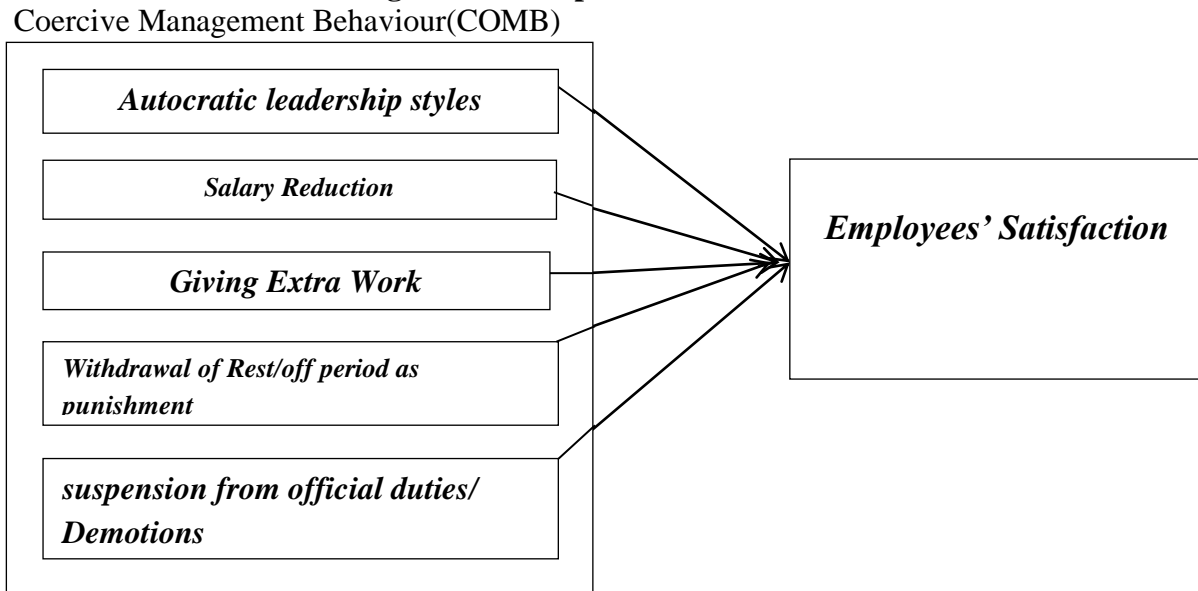 Coercive Management Behaviour(COMB)
Autocratic leadership styles
Salary Reduction
Giving Extra Work
Withdrawal of Rest/off period as
punishment
suspension from official duties/
Demotions
Employees’ Satisfaction